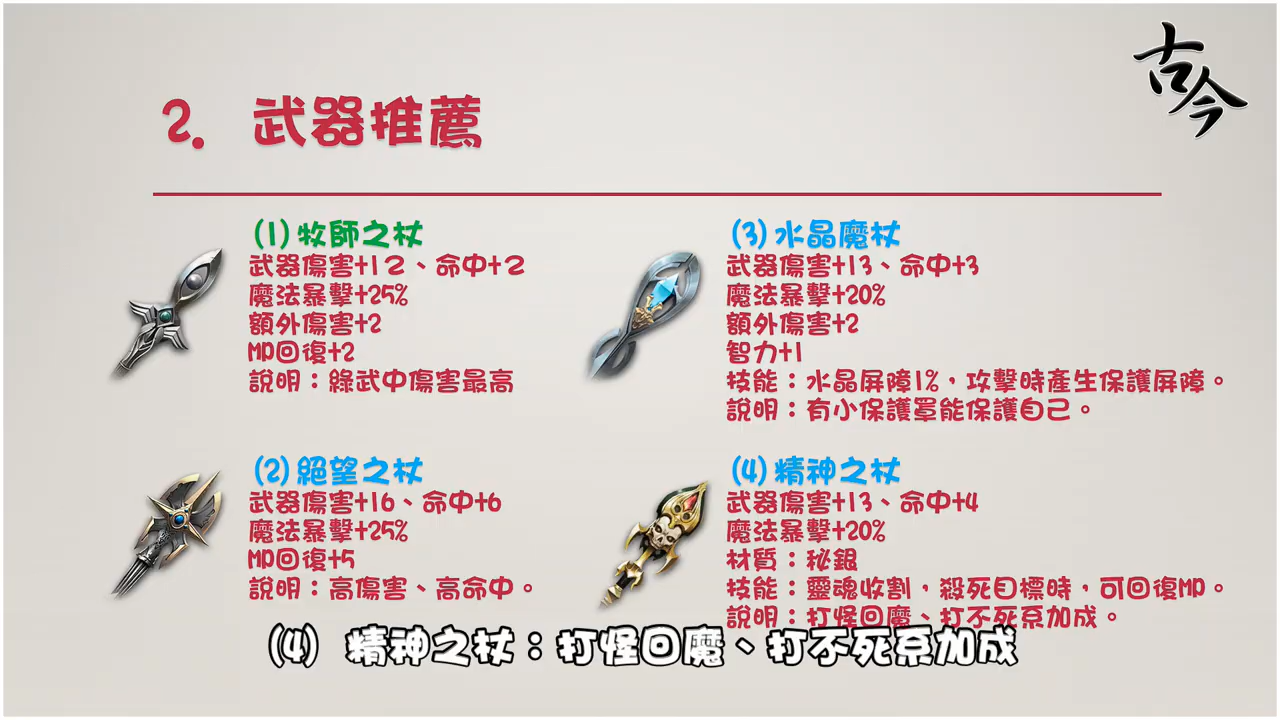 古今
2. 武器推薦
(1) 牧師之杖
武器傷害+12、命中+2
魔法暴擊+25%
額外傷害+2
MP回復+2
說明：綠武中傷害最高
(2) 絕望之杖
武器傷害+16、命中+6
魔法暴擊+25%
MP回復+5
說明：高傷害、高命中。
(3) 水晶魔杖
武器傷害+13、命中+3
魔法暴擊+20%
額外傷害+2
智力+1
技能：水晶屏障1%，攻擊時產生保護屏障。
說明：有小保護罩能保護自己。
(4) 精神之杖
武器傷害+13、命中+4
魔法暴擊+20%
材質：秘銀
技能：靈魂收割，殺死目標時，可回復MP。
說明：打怪回魔、打不死系加成。
(4) 精神之杖：打怪回魔、打不死系加成